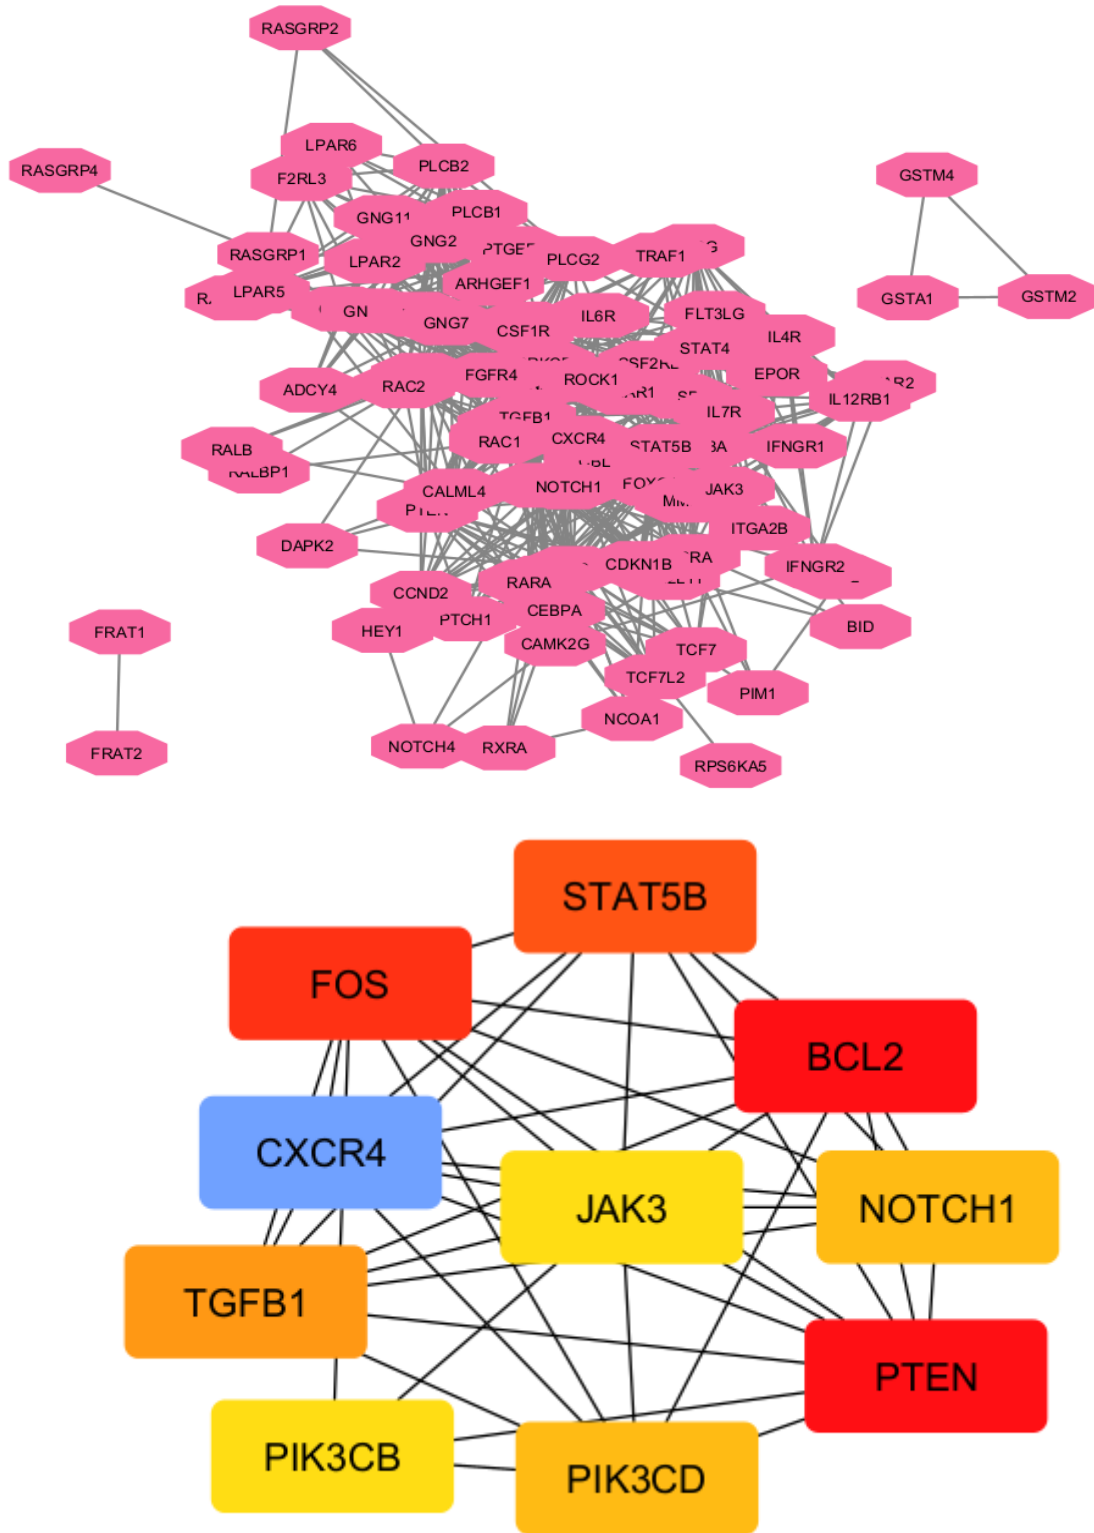 RASGRP2
LPAR6
RASGRP4
PLCB2
F2RL3
GSTM4
GNG11
PLCB1
GNG2
RASGRP1
LPAR2
PLCG2
TRAF1
ARHGEF1
LPAR5
GSTA1
GSTM2
GN
GNG7
CSF1R
IL6R
FLT3LG
IL4R
STAT4
ADCY4
RAC2
FGFR4
ROCK1
EPOR
IL12RB1
IL7R
TGFB1
RAC1
CXCR4
STAT5B
IFNGR1
RALB
RALBP1
CALML4
NOTCH1
JAK3
PTEN
ITGA2B
DAPK2
CDKN1B
IFNGR2
RARA
CCND2
CEBPA
PTCH1
BID
HEY1
FRAT1
CAMK2G
TCF7
TCF7L2
PIM1
NCOA1
NOTCH4
RXRA
FRAT2
RPS6KA5
STAT5B
FOS
BCL2
CXCR4
JAK3
NOTCH1
TGFB1
PTEN
PIK3CB
PIK3CD